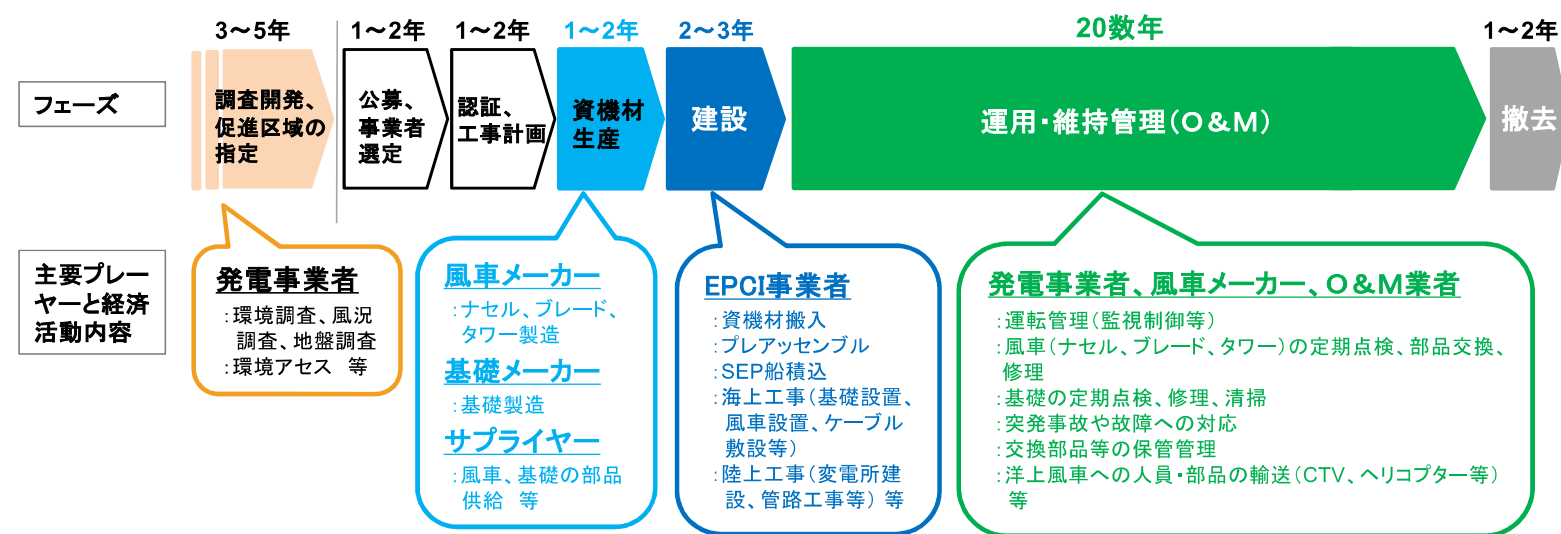 3～5年
1～2年
1～2年
1～2年
2～3年
20数年
1～2年
フェーズ
調査開発、
促進区域の
指定
公募、
事業者
選定
認証、
工事計画
資機材
生産
建設
運用・維持管理（O＆M）
撤去
主要プレー
ヤーと経済
活動内容
発電事業者
：環境調査、風況
調査、地盤調査
：環境アセス　等
風車メーカー
：ナセル、ブレード、
タワー製造
基礎メーカー
：基礎製造
サプライヤー
：風車、基礎の部品
供給　等
EPCI事業者
：資機材搬入
：プレアッセンブル
：SEP船積込
：海上工事（基礎設置、
風車設置、ケーブル
敷設等）
：陸上工事（変電所建
設、管路工事等）等
発電事業者、風車メーカー、O＆M業者
：運転管理（監視制御等）
：風車（ナセル、ブレード、タワー）の定期点検、部品交換、
修理
：基礎の定期点検、修理、清掃
：突発事故や故障への対応
：交換部品等の保管管理
：洋上風車への人員・部品の輸送（CTV、ヘリコプター等）
等